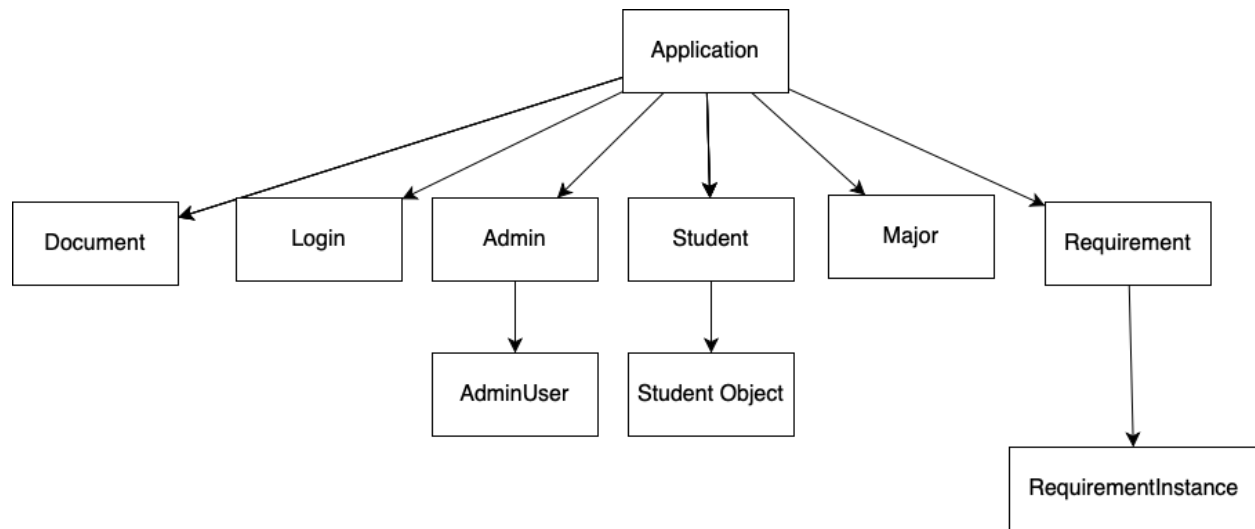 Application
Document
Login
Admin
Student
Major
Requirement
AdminUser
Student Object
RequirementInstance